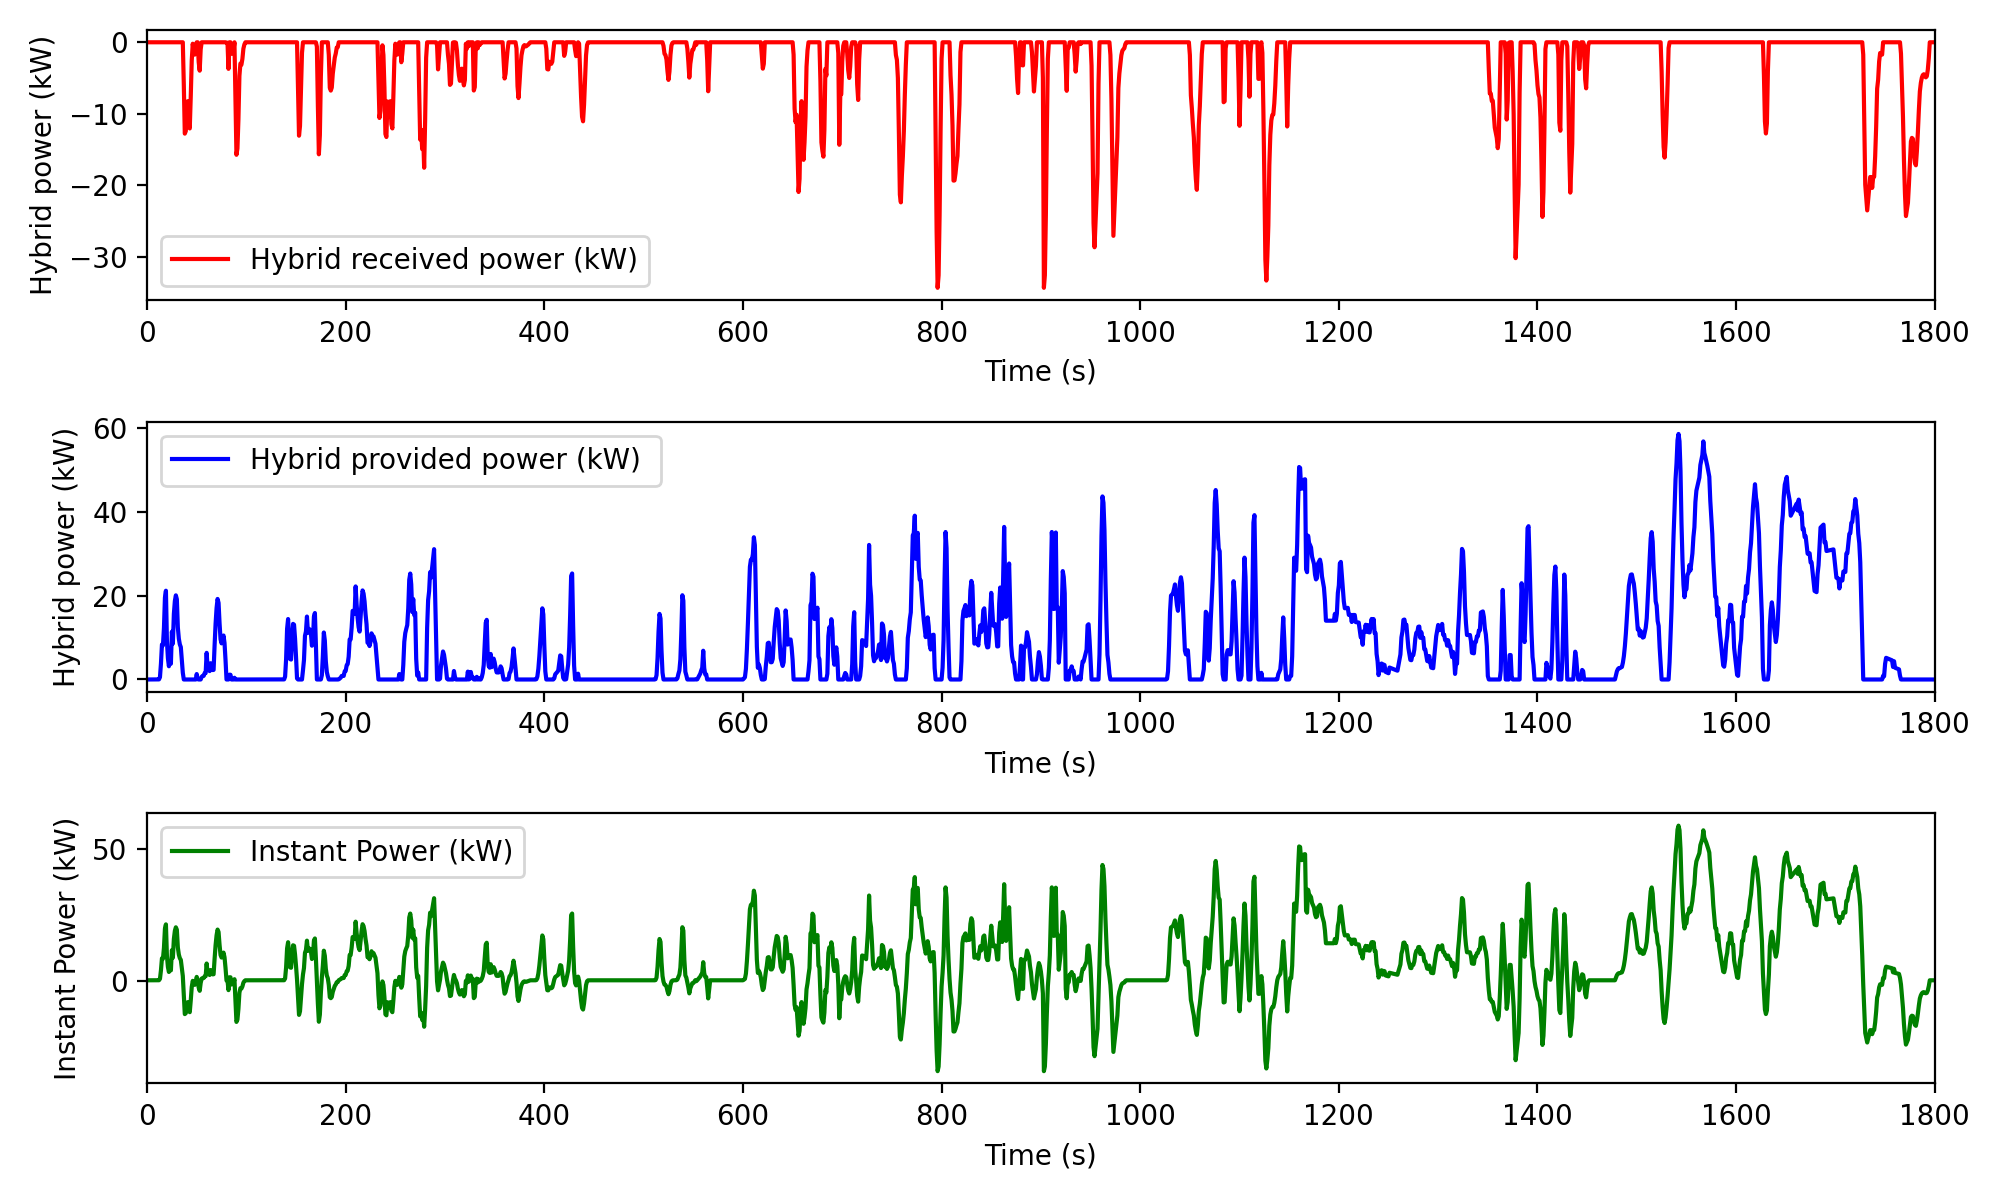 0
−10
−20
−30
Hybrid power (kW)
Hybrid received power (kW)
0 200 400 600 800 1000 1200 1400 1600 1800
Time (s)
60
40
20
0
Hybrid power (kW)
Hybrid provided power (kW)
0 200 400 600 800 1000 1200 1400 1600 1800
Time (s)
50
0
Instant Power (kW)
Instant Power (kW)
0 200 400 600 800 1000 1200 1400 1600 1800
Time (s)